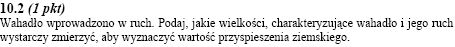 10.2 (1 pkt)
Wahadło wprowadzono w ruch. Podaj, jakie wielkości, charakteryzujące wahadło i jego ruch
wystarczy zmierzyć, aby wyznaczyć wartość przyspieszenia ziemskiego.